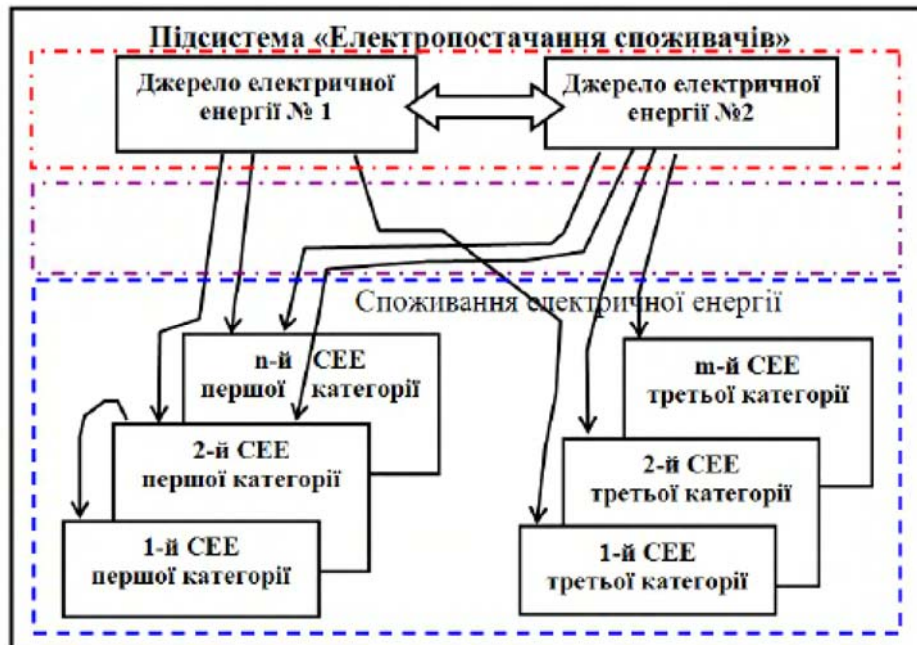 Підсистема «Електропостачання споживачів»
Джерело електричної
енергії № 1
Джерело електричної
енергії №2
Споживання електричної енергії
n-й СЕЕ
першої категорії
2-й СЕЕ
першої категорії
1-й СЕЕ
першої категорії
m-й СЕЕ
третьої категорії
2-й СЕЕ
третьої категорії
1-й СЕЕ
третьої категорії